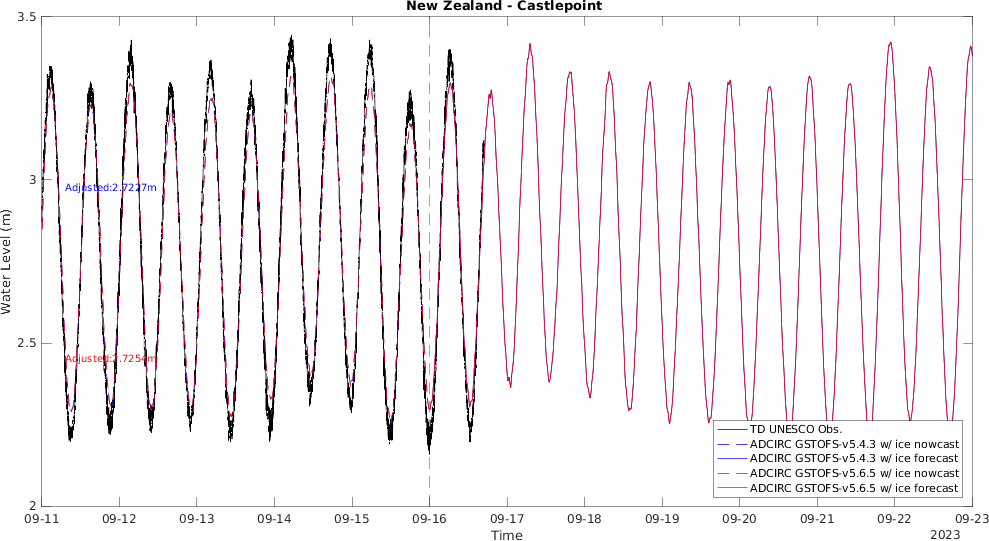 New Zealand - Castlepoint
3.5
3
2.5
2
Water Level (m)
Adjusted:2.7227m
Adjusted:2.7254m
TD UNESCO Obs.
ADCIRC GSTOFS-v5.4.3 w/ ice nowcast
ADCIRC GSTOFS-v5.4.3 w/ ice forecast
ADCIRC GSTOFS-v5.6.5 w/ ice nowcast
ADCIRC GSTOFS-v5.6.5 w/ ice forecast
09-11 09-12 09-13 09-14 09-15 09-16 09-17 09-18 09-19 09-20 09-21 09-22 09-23
Time
2023